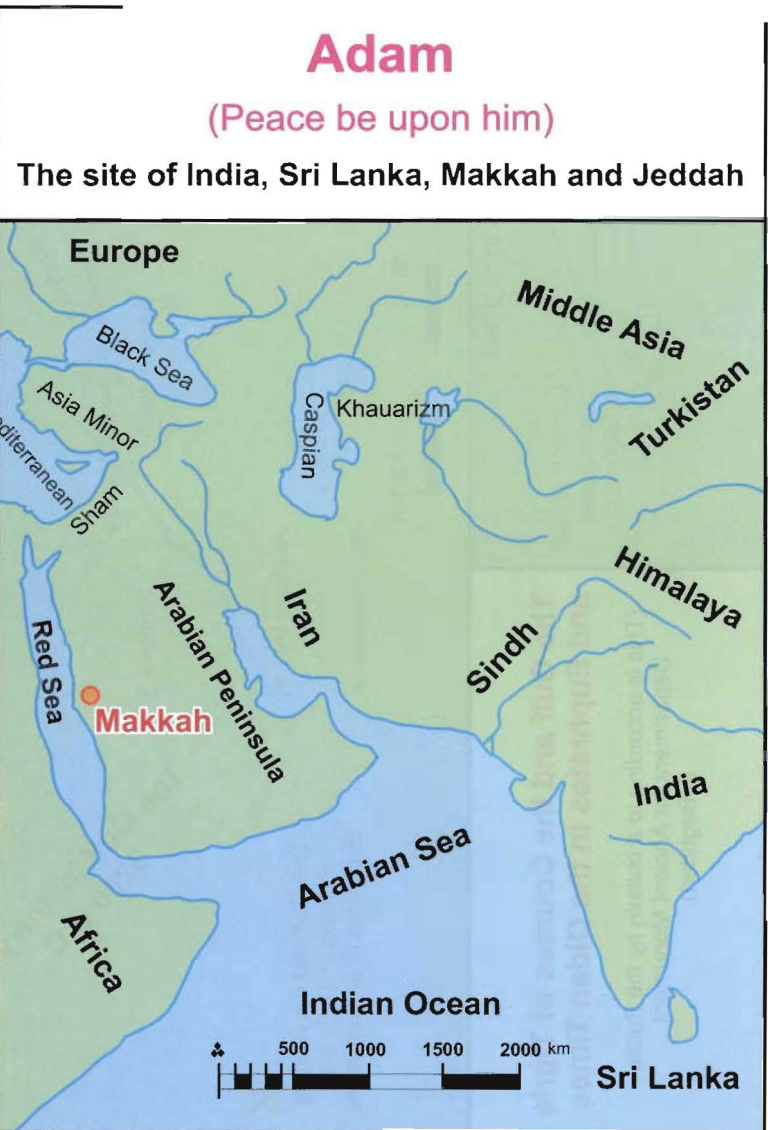 Adam
(Peace be upon him)
The site of India, Sri Lanka, Makkah and Jeddah
Europe
Middle Asia
Black Sea
Turkistan
Asia Minor
Caspian
Khauarizm
editerranean
Sham
Himalaya
Iran
Arabian Peninsula
Sindh
Red Sea
Makkah
India
Arabian Sea
Africa
Indian Ocean
500 1000 1500 2000 km
Sri Lanka